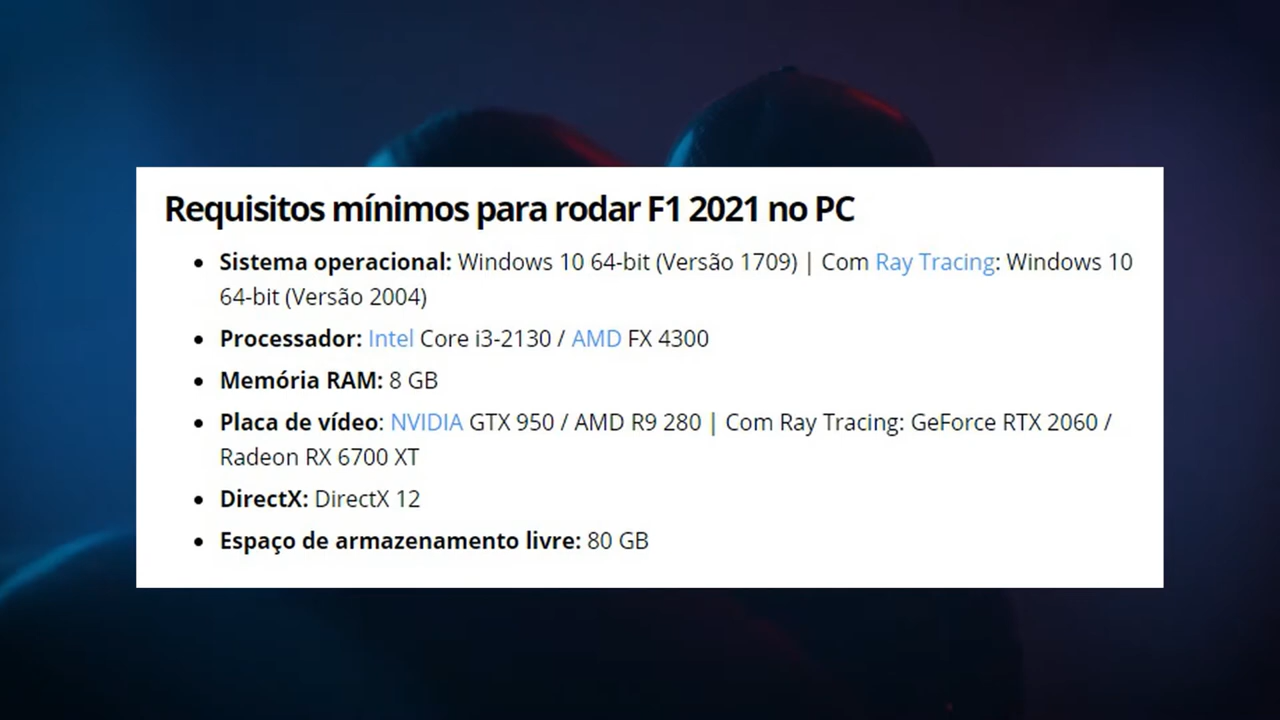 Requisitos mínimos para rodar F1 2021 no PC
• Sistema operacional: Windows 10 64-bit (Versão 1709) | Com Ray Tracing: Windows 10
64-bit (Versão 2004)
• Processador: Intel Core i3-2130 / AMD FX 4300
• Memória RAM: 8 GB
• Placa de vídeo: NVIDIA GTX 950 / AMD R9 280 | Com Ray Tracing: GeForce RTX 2060 /
Radeon RX 6700 XT
• DirectX: DirectX 12
• Espaço de armazenamento livre: 80 GB